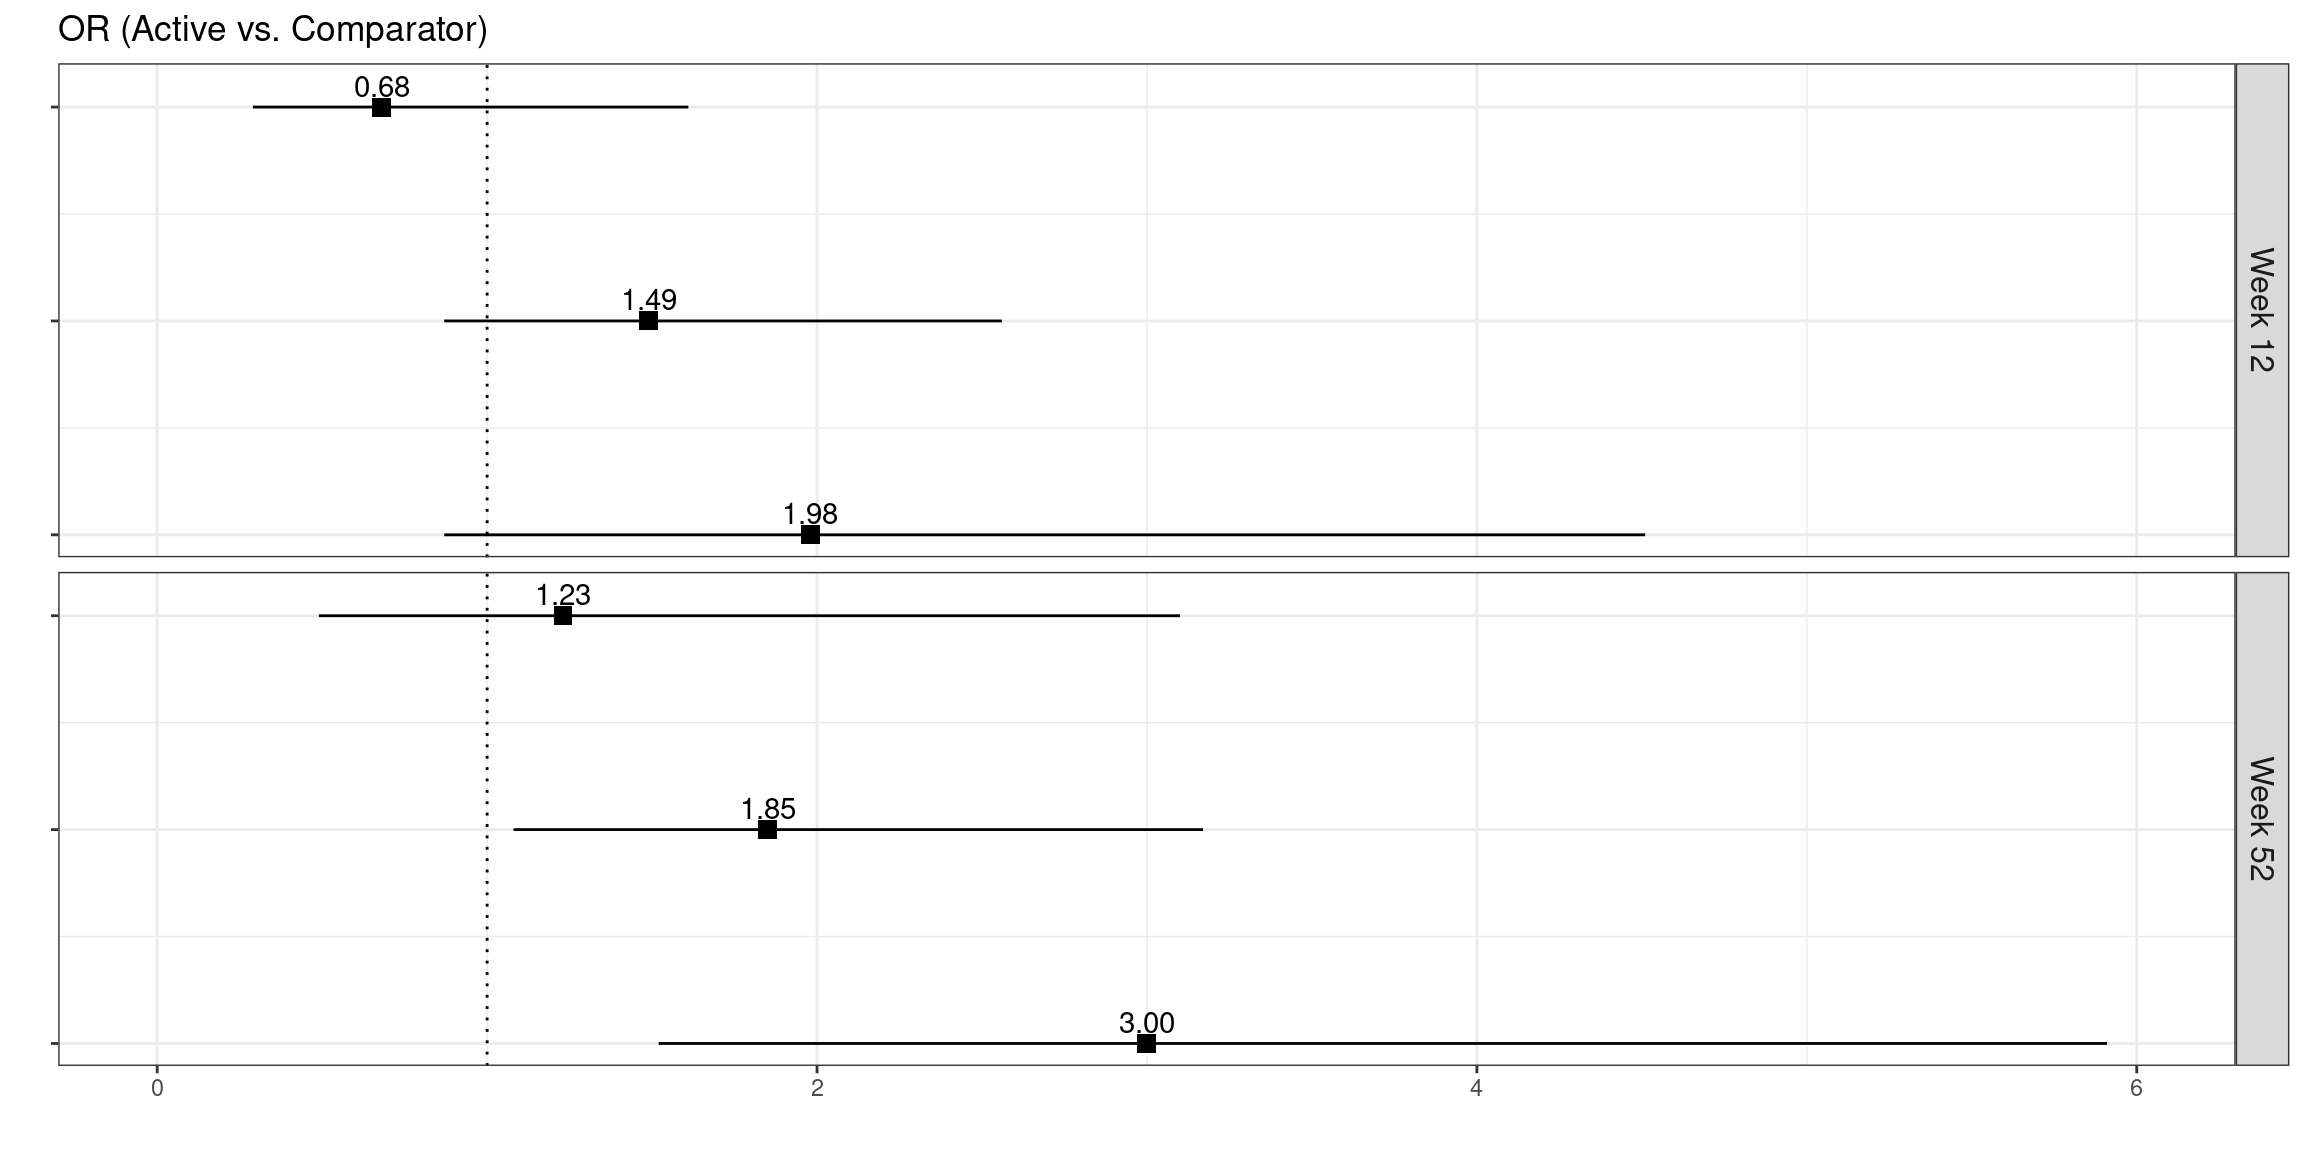 OR (Active vs. Comparator)
0.68
1.49
1.98
Week 12
1.23
1.85
3.00
Week 52
0 2 4 6